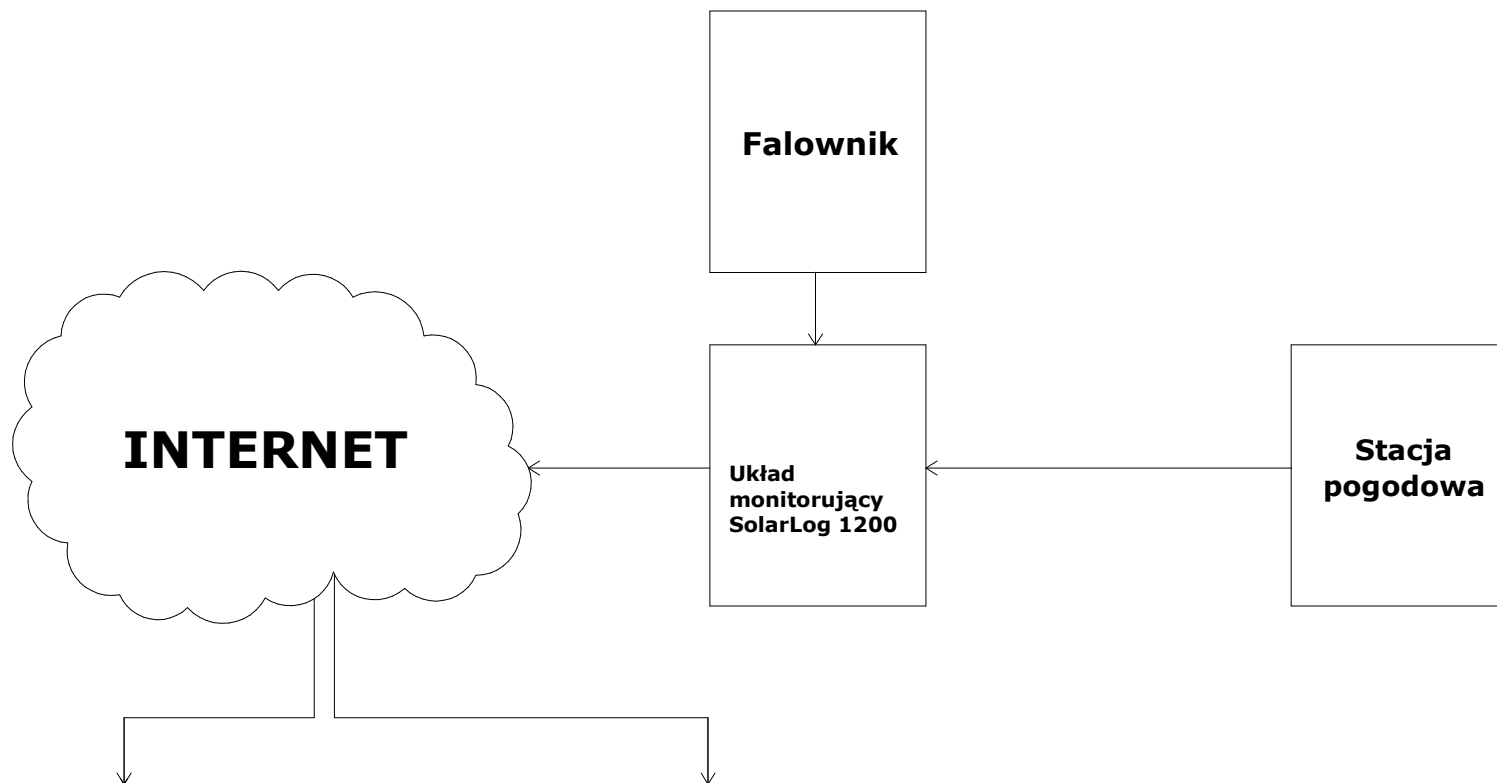 Falownik
INTERNET
Układ
monitorujący
SolarLog 1200
Stacja
pogodowa